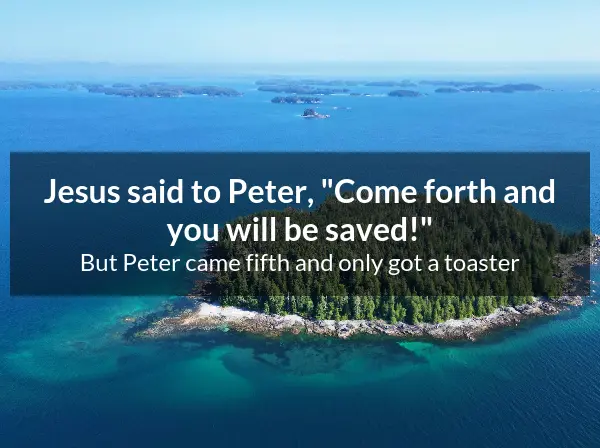 Jesus said to Peter, "Come forth and
you will be saved!"
But Peter came fifth and only got a toaster